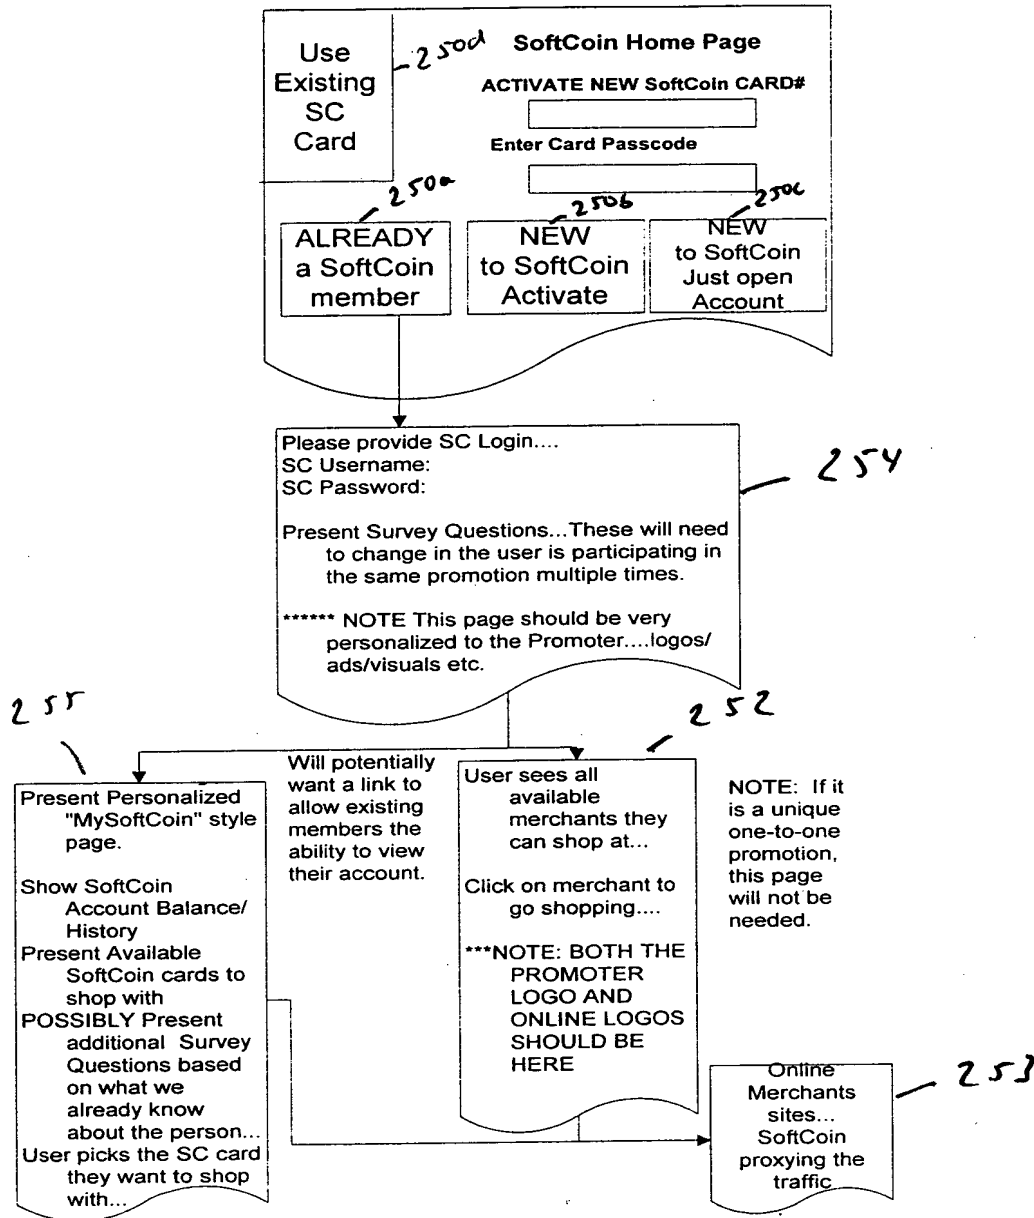 Use
Existing
SC
Card
250d
SoftCoin Home Page
ACTIVATE NEW SoftCoin CARD#
Enter Card Passcode
250a
250b
250c
ALREADY
a SoftCoin
member
NEW
to SoftCoin
Activate
NEW
to SoftCoin
Just open
Account
Please provide SC Login....
SC Username:
SC Password:
Present Survey Questions...These will need
to change in the user is participating in
the same promotion multiple times.
****** NOTE This page should be very
personalized to the Promoter....logos/
ads/visuals etc.
254
255
252
Present Personalized
"MySoftCoin" style
page.
Show SoftCoin
Account Balance/
History
Present Available
SoftCoin cards to
shop with
POSSIBLY Present
additional Survey
Questions based
on what we
already know
about the person...
User picks the SC card
they want to shop
with...
Will potentially
want a link to
allow existing
members the
ability to view
their account.
User sees all
available
merchants they
can shop at...
Click on merchant to
go shopping....
***NOTE: BOTH THE
PROMOTER
LOGO AND
ONLINE LOGOS
SHOULD BE
HERE
NOTE: If it
is a unique
one-to-one
promotion,
this page
will not be
needed.
Online
Merchants
sites...
SoftCoin
proxying the
traffic
253